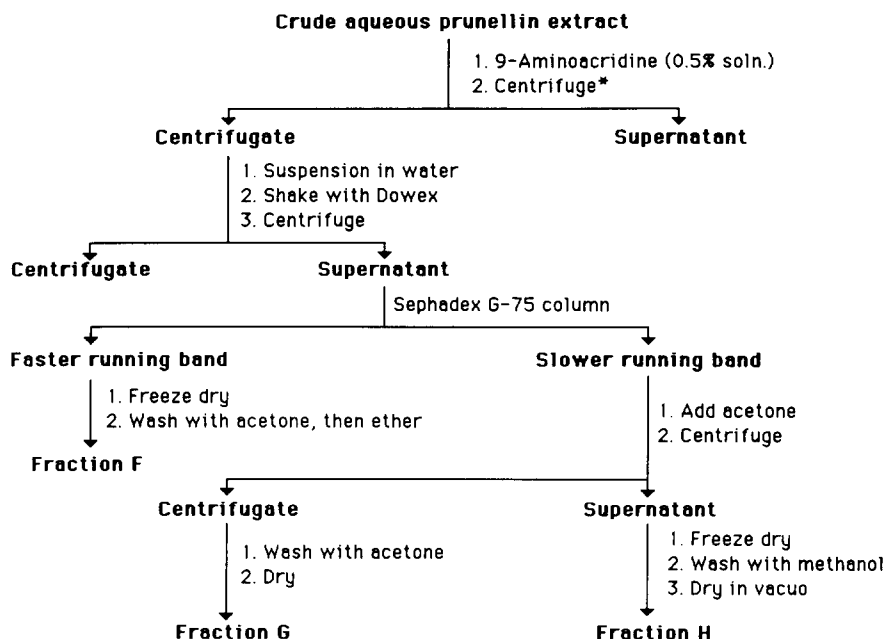 Crude aqueous prunellin extract
1. 9-Aminoacridine (0.5% soln.)
2. Centrifuge*
Centrifugate
Supernatant
1. Suspension in water
2. Shake with Dowex
3. Centrifuge
Centrifugate
Supernatant
Sephadex G-75 column
Faster running band
Slower running band
1. Freeze dry
2. Wash with acetone, then ether
1. Add acetone
2. Centrifuge
Fraction F
Centrifugate
Supernatant
1. Wash with acetone
2. Dry
1. Freeze dry
2. Wash with methanol
3. Dry in vacuo
Fraction G
Fraction H